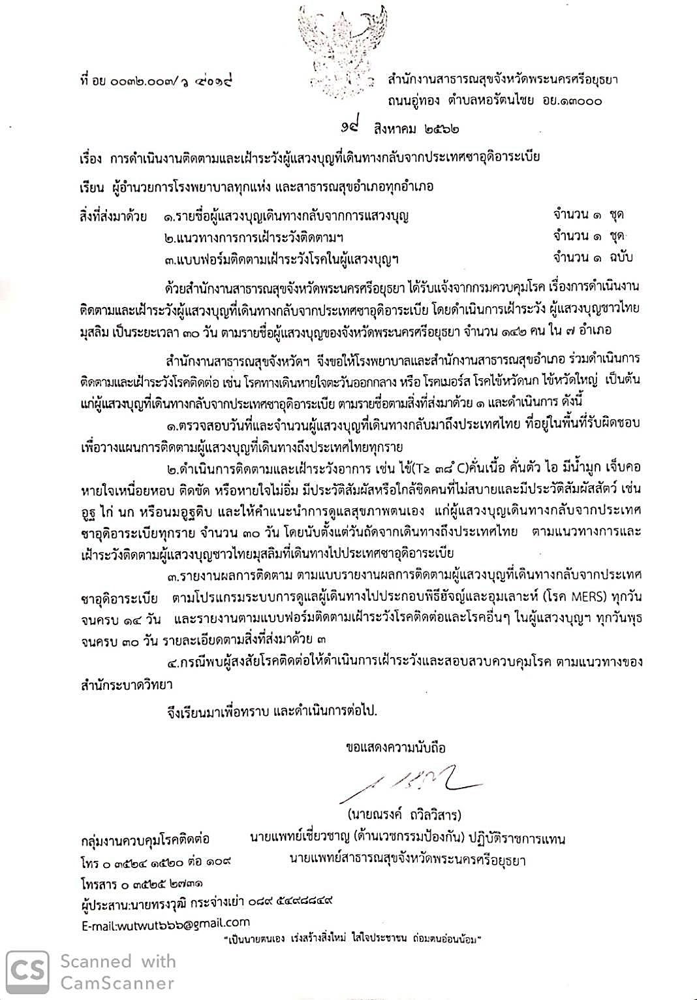 ที่ อย ๐๐๓๒.๐๐๓/ว ๔๐๑๙
สำนักงานสาธารณสุขจังหวัดพระนครศรีอยุธยา
ถนนอู่ทอง ตำบลหอรัตนไชย อย.๑๓๐๐๐
๑๙ สิงหาคม ๒๕๖๒
เรื่อง การดำเนินงานติดตามและเฝ้าระวังผู้แสวงบุญที่เดินทางกลับจากประเทศซาอุดิอาระเบีย
เรียน ผู้อำนวยการโรงพยาบาลทุกแห่ง และสาธารณสุขอำเภอทุกอำเภอ
สิ่งที่ส่งมาด้วย ๑.รายชื่อผู้แสวงบุญเดินทางกลับจากการแสวงบุญ จำนวน ๑ ชุด
๒.แนวทางการการเฝ้าระวังติดตามฯ จำนวน ๑ ชุด
๓.แบบฟอร์มติดตามเฝ้าระวังโรคในผู้แสวงบุญฯ จำนวน ๑ ฉบับ
ด้วยสำนักงานสาธารณสุขจังหวัดพระนครศรีอยุธยา ได้รับแจ้งจากกรมควบคุมโรค เรื่องการดำเนินงาน
ติดตามและเฝ้าระวังผู้แสวงบุญที่เดินทางกลับจากประเทศซาอุดิอาระเบีย โดยดำเนินการเฝ้าระวัง ผู้แสวงบุญชาวไทย
มุสลิม เป็นระยะเวลา ๓๐ วัน ตามรายชื่อผู้แสวงบุญของจังหวัดพระนครศรีอยุธยา จำนวน ๑๔๒ คน ใน ๗ อำเภอ
สำนักงานสาธารณสุขจังหวัดฯ จึงขอให้โรงพยาบาลและสำนักงานสาธารณสุขอำเภอ ร่วมดำเนินการ
ติดตามและเฝ้าระวังโรคติดต่อ เช่น โรคทางเดินหายใจตะวันออกกลาง หรือ โรคเมอร์ส โรคไข้หวัดนก ไข้หวัดใหญ่ เป็นต้น
แก่ผู้แสวงบุญที่เดินทางกลับจากประเทศซาอุดิอาระเบีย ตามรายชื่อตามสิ่งที่ส่งมาด้วย ๑ และดำเนินการ ดังนี้
๑.ตรวจสอบวันที่และจำนวนผู้แสวงบุญที่เดินทางกลับมาถึงประเทศไทย ที่อยู่ในพื้นที่รับผิดชอบ
เพื่อวางแผนการติดตามผู้แสวงบุญที่เดินทางถึงประเทศไทยทุกราย
๒.ดำเนินการติดตามและเฝ้าระวังอาการ เช่น ไข้(T≥ ๓๘ ํC)คั่นเนื้อ คั่นตัว ไอ มีน้ำมูก เจ็บคอ
หายใจเหนื่อยหอบ ติดขัด หรือหายใจไม่อิ่ม มีประวัติสัมผัสหรือใกล้ชิดคนที่ไม่สบายและมีประวัติสัมผัสสัตว์ เช่น
อูฐ ไก่ นก หรือนมอูฐดิบ และให้คำแนะนำการดูแลสุขภาพตนเอง แก่ผู้แสวงบุญเดินทางกลับจากประเทศ
ซาอุดิอาระเบียทุกราย จำนวน ๓๐ วัน โดยนับตั้งแต่วันถัดจากเดินทางถึงประเทศไทย ตามแนวทางการและ
เฝ้าระวังติดตามผู้แสวงบุญชาวไทยมุสลิมที่เดินทางไปประเทศซาอุดิอาระเบีย
๓.รายงานผลการติดตาม ตามแบบรายงานผลการติดตามผู้แสวงบุญที่เดินทางกลับจากประเทศ
ซาอุดิอาระเบีย ตามโปรแกรมระบบการดูแลผู้เดินทางไปประกอบพิธีฮัจญ์และอุมเลาะห์ (โรค MERS) ทุกวัน
จนครบ ๑๔ วัน และรายงานตามแบบฟอร์มติดตามเฝ้าระวังโรคติดต่อและโรคอื่นๆ ในผู้แสวงบุญฯ ทุกวันพุธ
จนครบ ๓๐ วัน รายละเอียดตามสิ่งที่ส่งมาด้วย ๓
๔.กรณีพบผู้สงสัยโรคติดต่อให้ดำเนินการเฝ้าระวังและสอบสวบควบคุมโรค ตามแนวทางของ
สำนักระบาดวิทยา
จึงเรียนมาเพื่อทราบ และดำเนินการต่อไป.
ขอแสดงความนับถือ
(นายณรงค์ ถวิลวิสาร)
กลุ่มงานควบคุมโรคติดต่อ นายแพทย์เชี่ยวชาญ (ด้านเวชกรรมป้องกัน) ปฏิบัติราชการแทน
โทร ๐ ๓๕๒๔ ๑๕๒๐ ต่อ ๑๐๙ นายแพทย์สาธารณสุขจังหวัดพระนครศรีอยุธยา
โทรสาร ๐ ๓๕๒๕ ๒๗๓๑
ผู้ประสาน:นายทรงวุฒิ กระจ่างเย่า ๐๘๙ ๕๔๙๘๘๔๙
E-mail:wutwut๖๖๖@gmail.com
"เป็นนายตนเอง เร่งสร้างสิ่งใหม่ ใส่ใจประชาชน ถ่อมตนอ่อนน้อม"
CS Scanned with
CamScanner